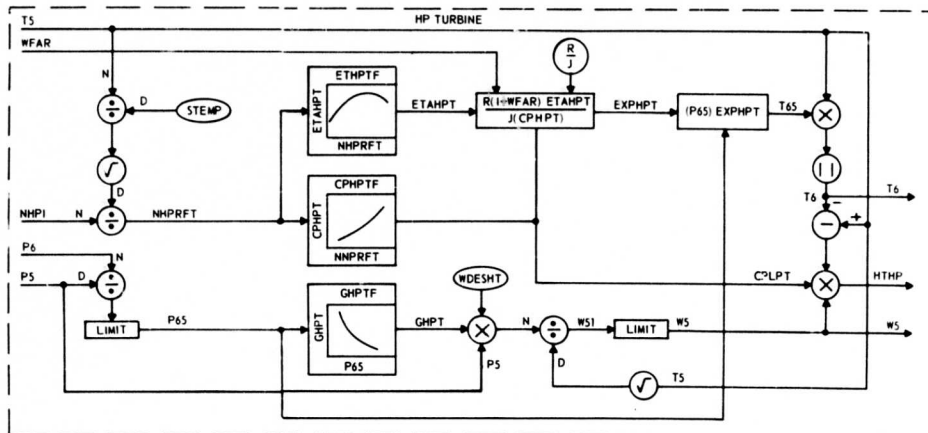 T5
HP TURBINE
WFAR
N
÷
D
STEMP
√
D
NHPI
N
÷
NHPRFT
P6
N
P5
D
÷
LIMIT
P65
ETHPTF
ETAHPT
NHPRFT
ETAHPT
CPHPTF
CPHPT
NNPRFT
GHPTF
GHPT
P65
GHPT
R
J
R(1+WFAR) ETAHPT
J(CPHPT)
EXPHPT
(P65) EXPHPT
T65
×
| |
T6
T6
−
−
+
CPLPT
×
HTHP
WDESHT
×
P5
N
÷
D
W51
LIMIT
W5
W5
√
T5